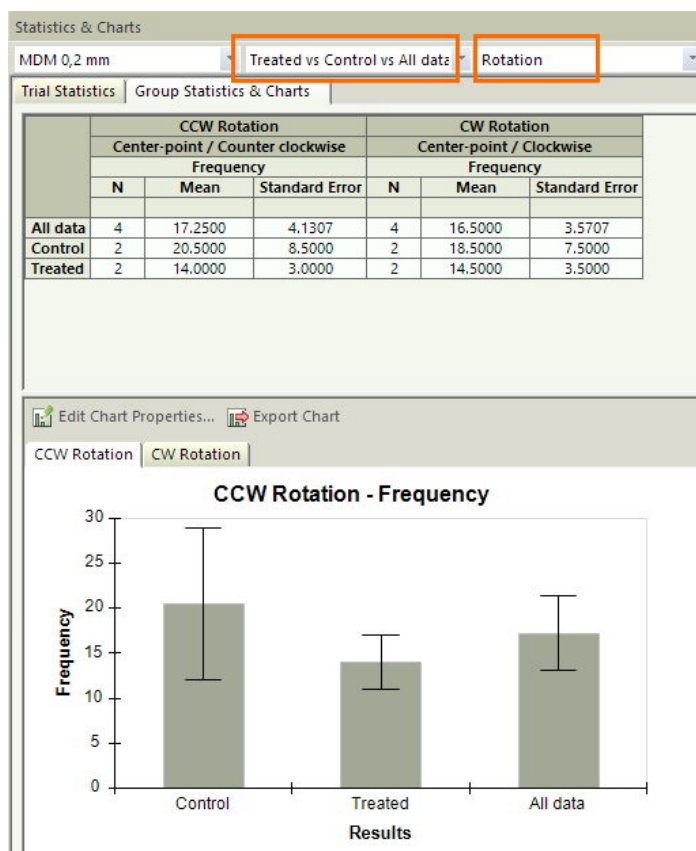 Statistics & Charts
MDM 0,2 mm Treated vs Control vs All data Rotation
Trial Statistics Group Statistics & Charts
CCW Rotation CW Rotation
Center-point / Counter clockwise Center-point / Clockwise
Frequency Frequency
N Mean Standard Error N Mean Standard Error
All data 4 17.2500 4.1307 4 16.5000 3.5707
Control 2 20.5000 8.5000 2 18.5000 7.5000
Treated 2 14.0000 3.0000 2 14.5000 3.5000
Edit Chart Properties... Export Chart
CCW Rotation CW Rotation
CCW Rotation - Frequency
30
25
20
15
10
5
0
Frequency
Control Treated All data
Results